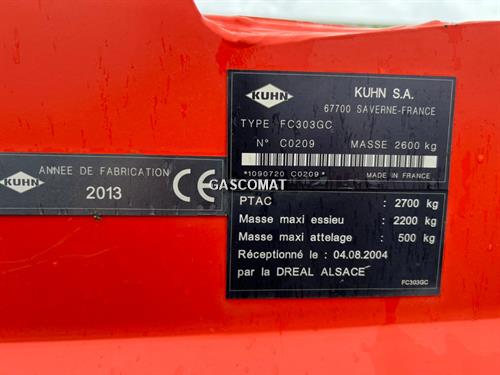 KUHN
KUHN S.A.
67700 SAVERNE-FRANCE
TYPE FC303GC
N° C0209 MASSE 2600 kg
*1090720 C0209*
MADE IN FRANCE
KUHN
ANNEE DE FABRICATION
2013
CE
GASCOMAT
PTAC : 2700 kg
Masse maxi essieu : 2200 kg
Masse maxi attelage : 500 kg
Réceptionné le : 04.08.2004
par la DREAL ALSACE
FC303GC